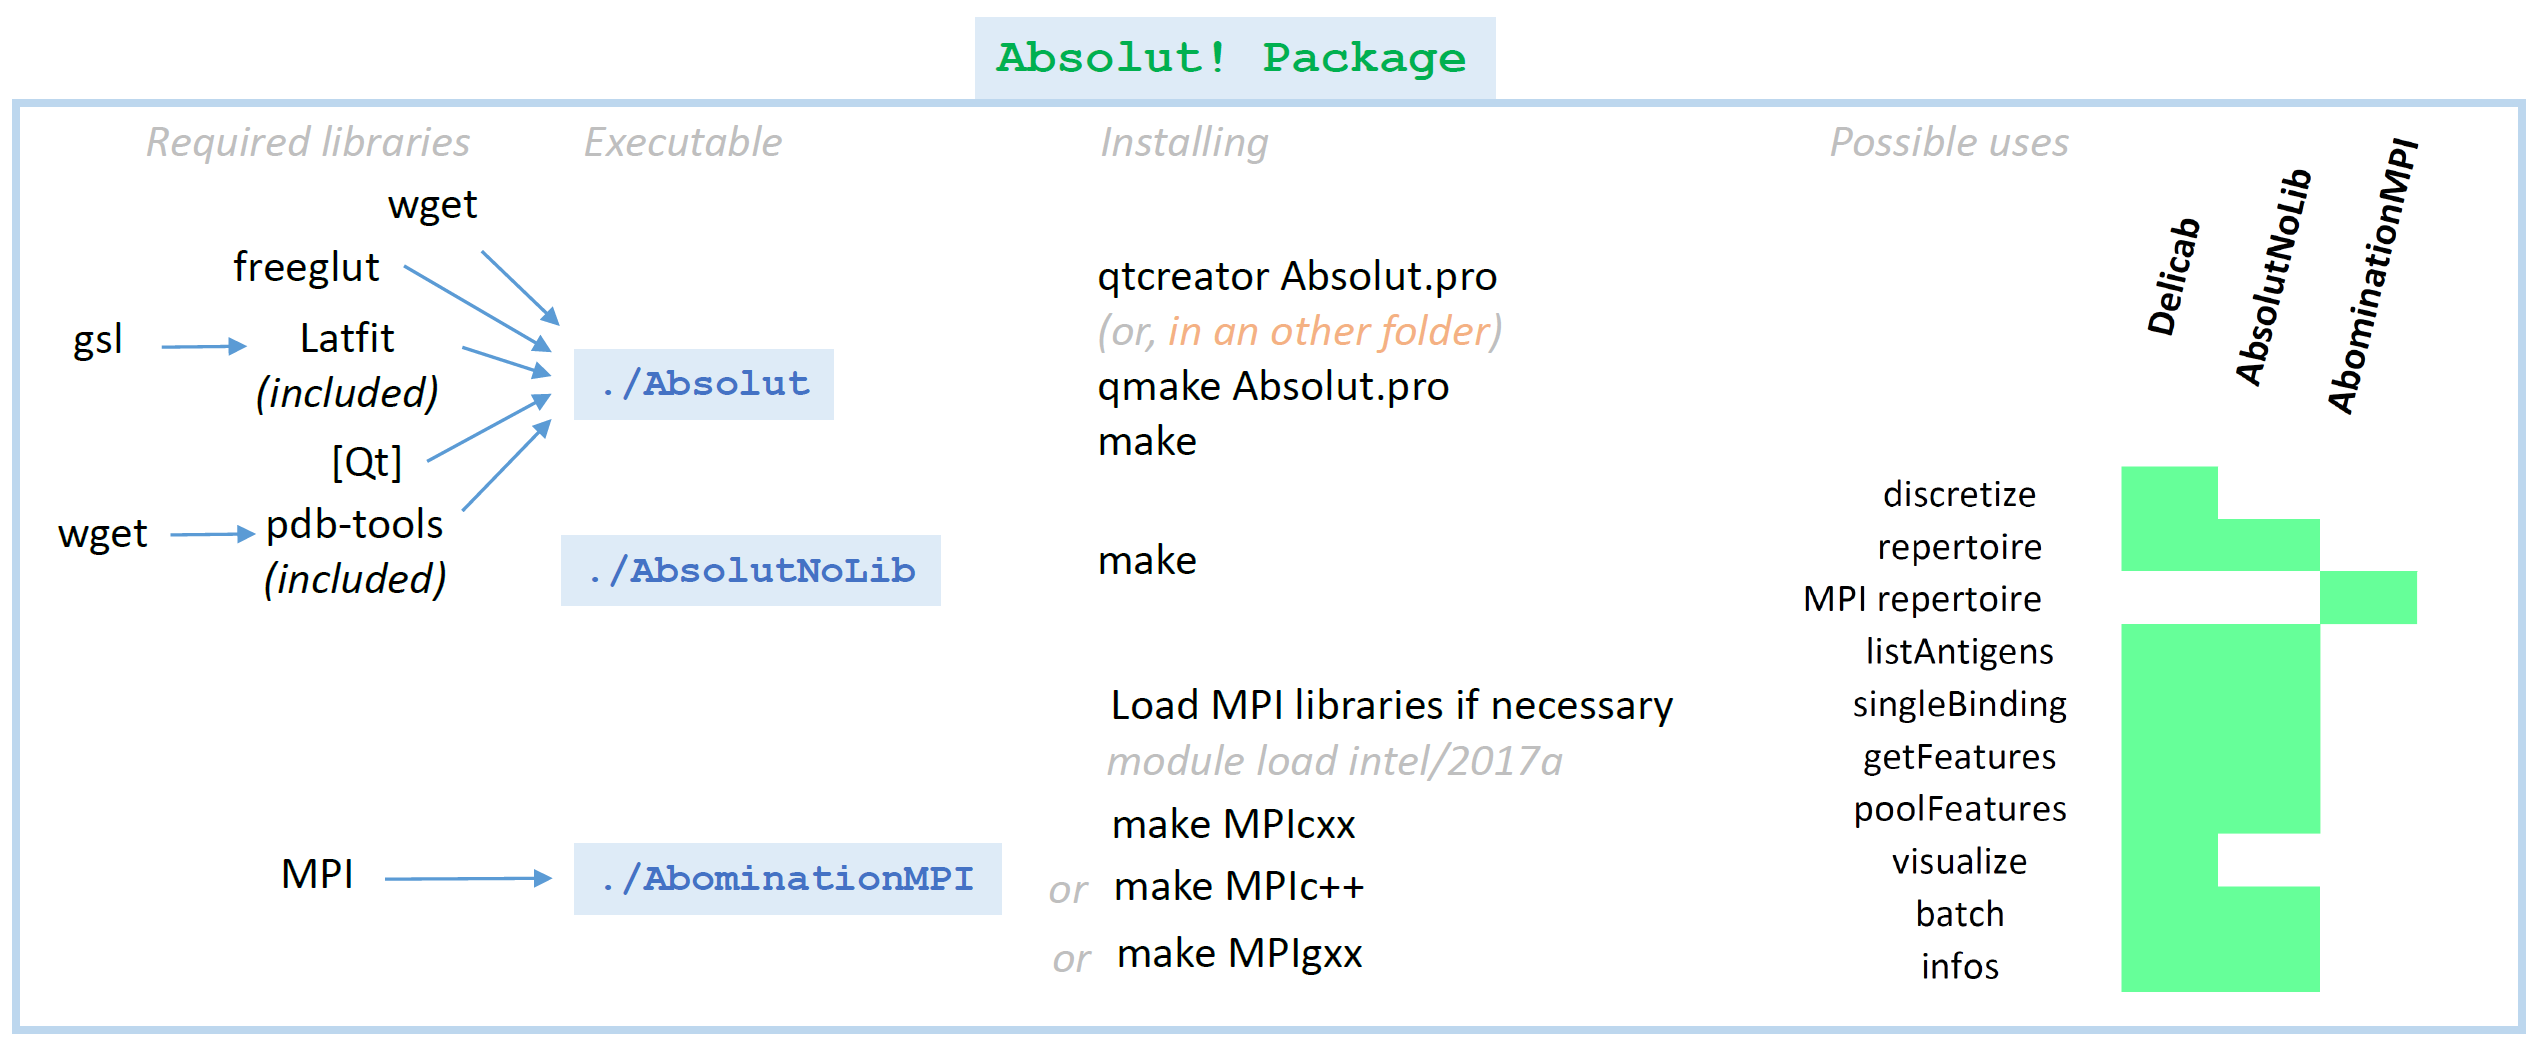 Absolut! Package
Required libraries
Executable
Installing
Possible uses
wget
freeglut
gsl
Latfit
(included)
[Qt]
wget
pdb-tools
(included)
MPI
./Absolut
./AbsolutNoLib
./AbominationMPI
qtcreator Absolut.pro
(or, in an other folder)
qmake Absolut.pro
make
make
Load MPI libraries if necessary
module load intel/2017a
make MPIcxx
or make MPIc++
or make MPIgxx
Delicab
AbsolutNoLib
AbominationMPI
discretize
repertoire
MPI repertoire
listAntigens
singleBinding
getFeatures
poolFeatures
visualize
batch
infos